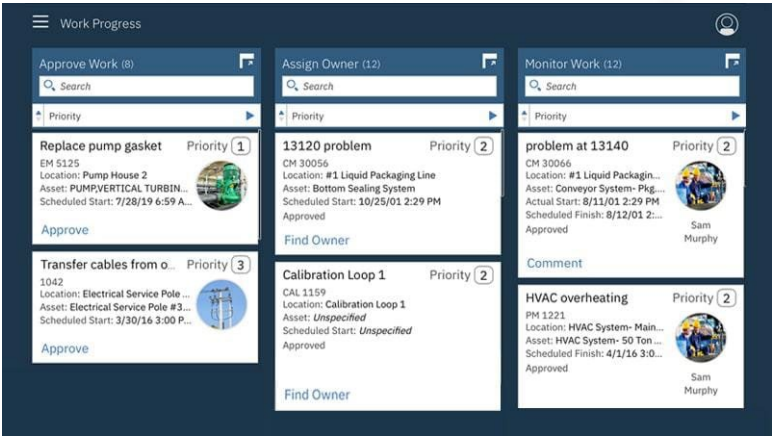 Work Progress
Approve Work (8)
Search
Priority
Replace pump gasket Priority 1
EM 5125
Location: Pump House 2
Asset: PUMP,VERTICAL TURBIN...
Scheduled Start: 7/28/19 6:59 A...
Approve
Transfer cables from o... Priority 3
1042
Location: Electrical Service Pole ...
Asset: Electrical Service Pole #3...
Scheduled Start: 3/30/16 3:00 P...
Approve
Assign Owner (12)
Search
Priority
13120 problem Priority 2
CM 30056
Location: #1 Liquid Packaging Line
Asset: Bottom Sealing System
Scheduled Start: 10/25/01 2:29 PM
Approved
Find Owner
Calibration Loop 1 Priority 2
CAL 1159
Location: Calibration Loop 1
Asset: Unspecified
Scheduled Start: Unspecified
Approved
Find Owner
Monitor Work (12)
Search
Priority
problem at 13140 Priority 2
CM 30066
Location: #1 Liquid Packagin...
Asset: Conveyor System- Pkg....
Actual Start: 8/11/01 2:29 PM
Scheduled Finish: 8/12/01 2:...
Approved
Sam
Murphy
Comment
HVAC overheating Priority 2
PM 1221
Location: HVAC System- Main...
Asset: HVAC System- 50 Ton ...
Scheduled Finish: 4/1/16 3:0...
Approved
Sam
Murphy